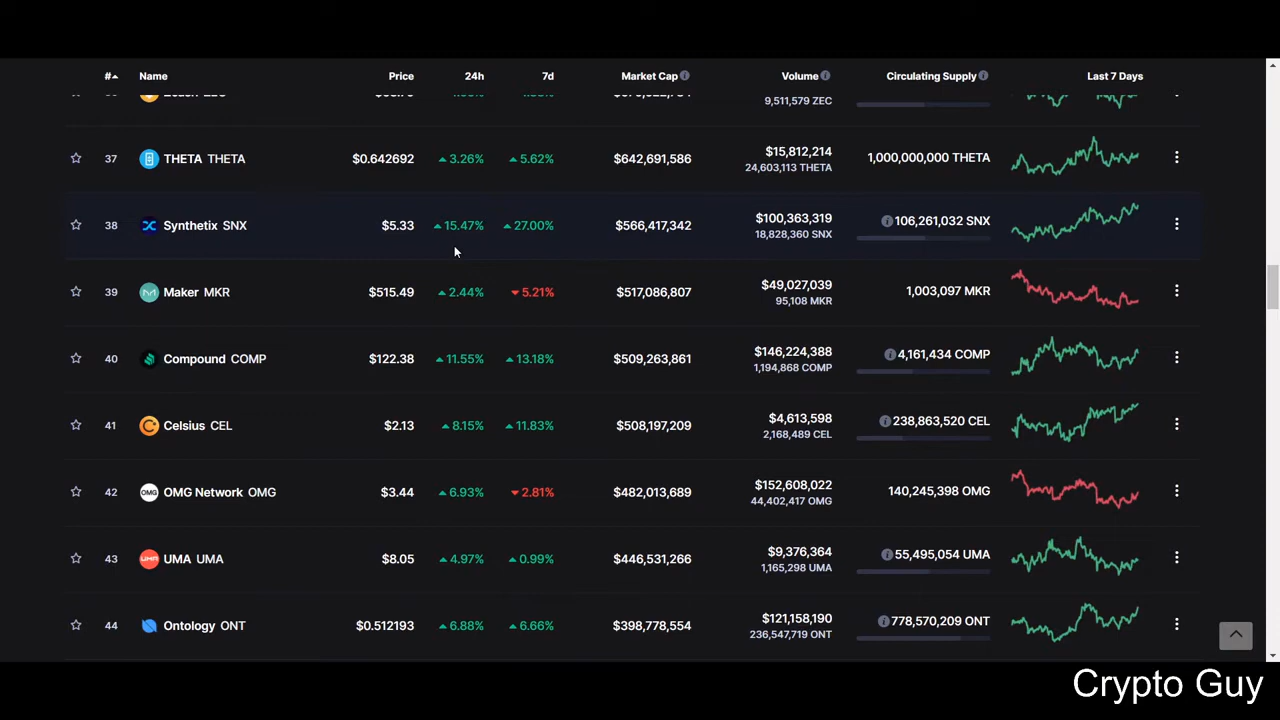 # Name Price 24h 7d Market Cap Volume Circulating Supply Last 7 Days
9,511,579 ZEC
37 THETA THETA $0.642692 3.26% 5.62% $642,691,586 $15,812,214 1,000,000,000 THETA
24,603,113 THETA
38 Synthetix SNX $5.33 15.47% 27.00% $566,417,342 $100,363,319 106,261,032 SNX
18,828,360 SNX
39 Maker MKR $515.49 2.44% 5.21% $517,086,807 $49,027,039 1,003,097 MKR
95,108 MKR
40 Compound COMP $122.38 11.55% 13.18% $509,263,861 $146,224,388 4,161,434 COMP
1,194,868 COMP
41 Celsius CEL $2.13 8.15% 11.83% $508,197,209 $4,613,598 238,863,520 CEL
2,168,489 CEL
42 OMG Network OMG $3.44 6.93% 2.81% $482,013,689 $152,608,022 140,245,398 OMG
44,402,417 OMG
43 UMA UMA $8.05 4.97% 0.99% $446,531,266 $9,376,364 55,495,054 UMA
1,165,298 UMA
44 Ontology ONT $0.512193 6.88% 6.66% $398,778,554 $121,158,190 778,570,209 ONT
236,547,719 ONT
Crypto Guy